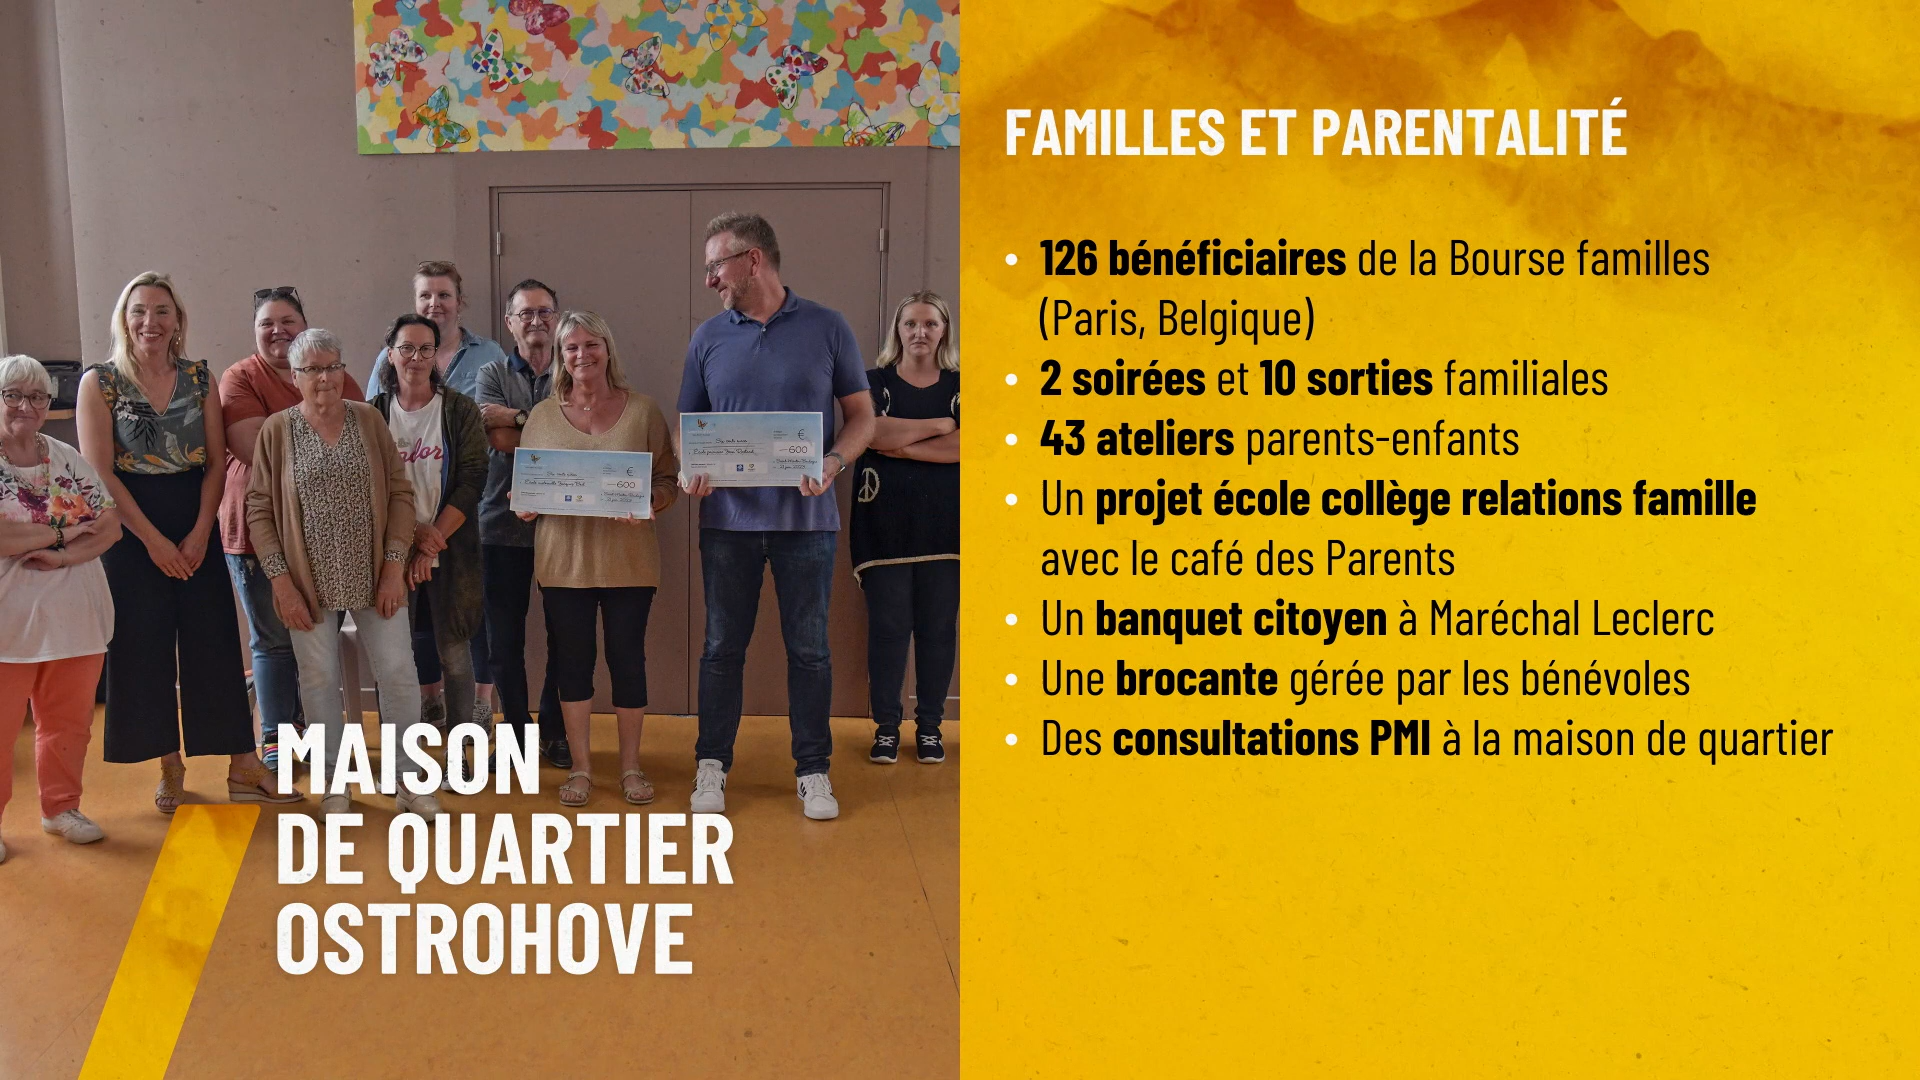 FAMILLES ET PARENTALITÉ
• 126 bénéficiaires de la Bourse familles
(Paris, Belgique)
• 2 soirées et 10 sorties familiales
• 43 ateliers parents-enfants
• Un projet école collège relations famille
avec le café des Parents
• Un banquet citoyen à Maréchal Leclerc
• Une brocante gérée par les bénévoles
• Des consultations PMI à la maison de quartier
MAISON
DE QUARTIER
OSTROHOVE
€
600
€
600